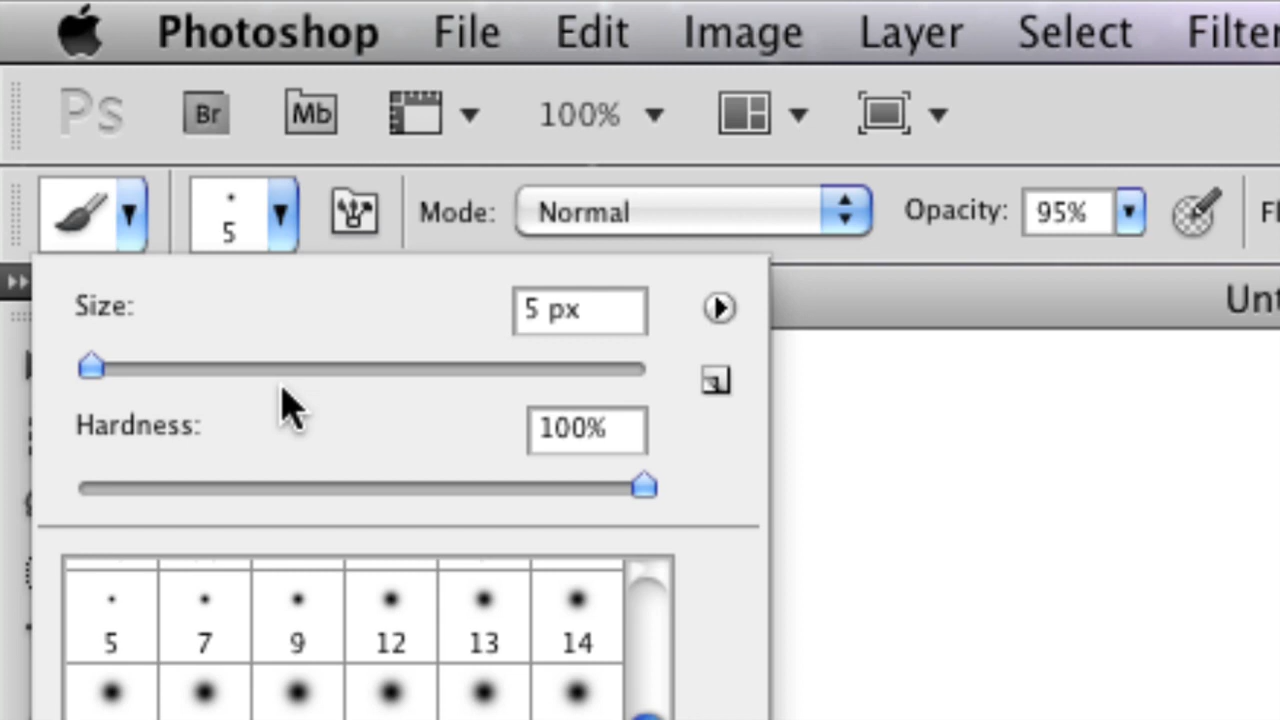 Photoshop File Edit Image Layer Select Filter
Ps Br Mb 100%
5 Mode: Normal Opacity: 95%
Unt
Size: 5 px
Hardness: 100%
5 7 9 12 13 14